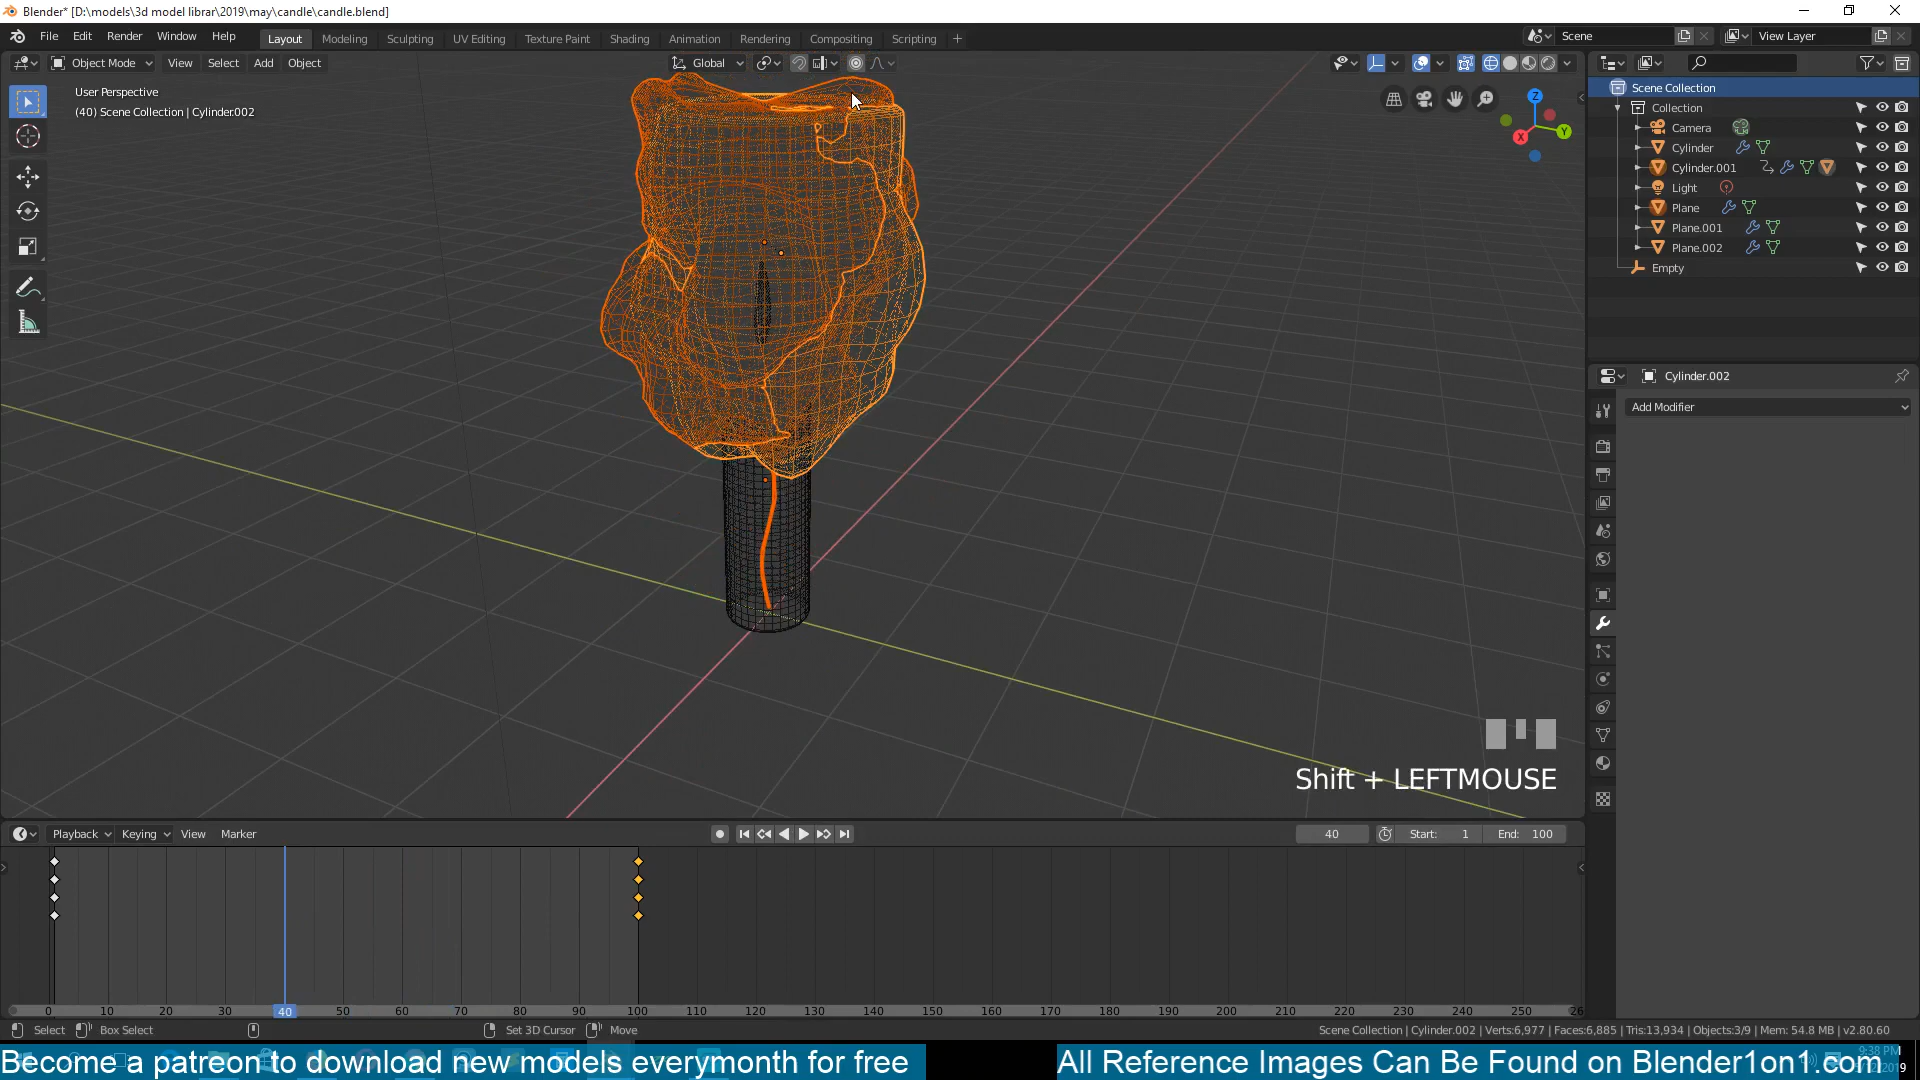 Blender* [D:\models\3d model librar\2019\may\candle\candle.blend]
File Edit Render Window Help Layout Modeling Sculpting UV Editing Texture Paint Shading Animation Rendering Compositing Scripting + Scene View Layer
Object Mode View Select Add Object Global
User Perspective
(40) Scene Collection | Cylinder.002
Scene Collection
Collection
Camera
Cylinder
Cylinder.001
Light
Plane
Plane.001
Plane.002
Empty
Cylinder.002
Add Modifier
Z
Y
X
Shift + LEFTMOUSE
Playback Keying View Marker 40 Start: 1 End: 100
0 10 20 30 40 50 60 70 80 90 100 110 120 130 140 150 160 170 180 190 200 210 220 230 240 250 26
Select Box Select Set 3D Cursor Move Scene Collection | Cylinder.002 | Verts:6,977 | Faces:6,885 | Tris:13,934 | Objects:3/9 | Mem: 54.8 MB | v2.80.60
Become a patreon to download new models everymonth for free All Reference Images Can Be Found on Blender1on1.com
9:38 PM